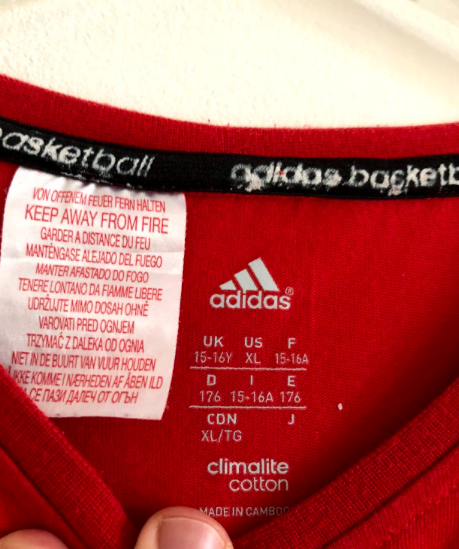 basketball
adidas basketb
VON OFFENEM FEUER FERN HALTEN
KEEP AWAY FROM FIRE
GARDER A DISTANCE DU FEU
MANTÉNGASE ALEJADO DEL FUEGO
MANTER AFASTADO DO FOGO
TENERE LONTANO DA FIAMME LIBERE
UDRŽUJTE MIMO DOSAH OHNĚ
VAROVATI PRED OGNJEM
TRZYMAĆ Z DALEKA OD OGNIA
NIET IN DE BUURT VAN VUUR HOUDEN
IKKE KOMME I NÆRHEDEN AF ÅBEN ILD
СЕ ПАЗИ ДАЛЕЧ ОТ ОГЪН
adidas®
UK US F
15-16Y XL 15-16A
D I E
176 15-16A 176
CDN J
XL/TG
climalite
cotton
MADE IN CAMBO